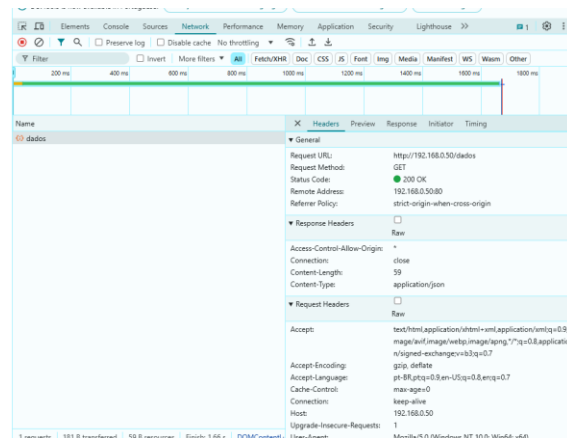 Elements Console Sources Network Performance Memory Application Security Lighthouse 1
Preserve log Disable cache No throttling
Filter Invert More filters All Fetch/XHR Doc CSS JS Font Img Media Manifest WS Wasm Other
200 ms 400 ms 600 ms 800 ms 1000 ms 1200 ms 1400 ms 1600 ms 1800 ms
Name Headers Preview Response Initiator Timing
dados
General
Request URL: http://192.168.0.50/dados
Request Method: GET
Status Code: 200 OK
Remote Address: 192.168.0.50:80
Referrer Policy: strict-origin-when-cross-origin
Response Headers
Raw
Access-Control-Allow-Origin: *
Connection: close
Content-Length: 59
Content-Type: application/json
Request Headers
Raw
Accept: text/html,application/xhtml+xml,application/xml;q=0.9,
mage/avif,image/webp,image/apng,*/*;q=0.8,applicatio
n/signed-exchange;v=b3;q=0.7
Accept-Encoding: gzip, deflate
Accept-Language: pt-BR,pt;q=0.9,en-US;q=0.8,en;q=0.7
Cache-Control: max-age=0
Connection: keep-alive
Host: 192.168.0.50
Upgrade-Insecure-Requests: 1
1 requests 181 B transferred 59 B resources Finish: 1.66 s DOMContentL User-Agent: Mozilla/5.0 (Windows NT 10.0; Win64; x64)